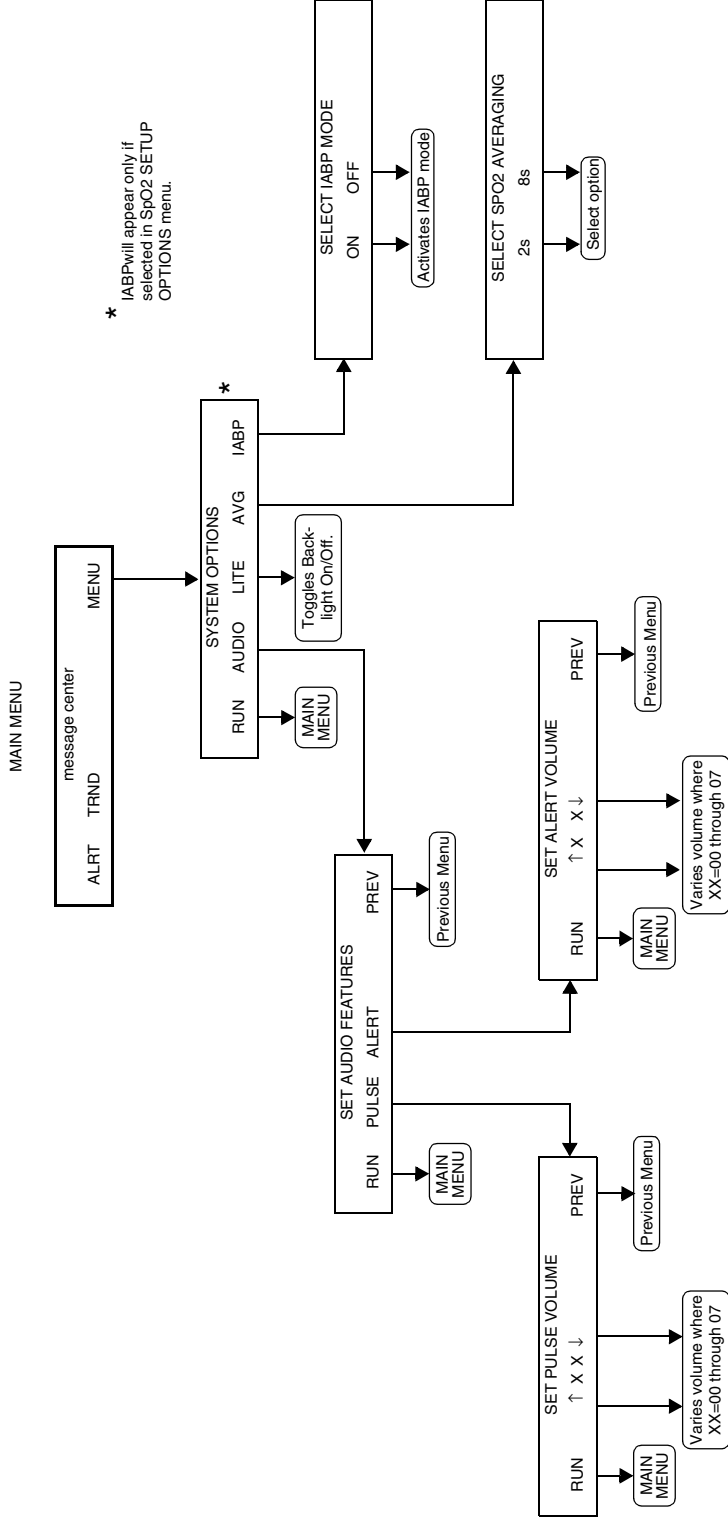 MAIN MENU
message center
ALRT TRND MENU
* IABPwill appear only if
selected in SpO2 SETUP
OPTIONS menu.
SYSTEM OPTIONS
*
RUN AUDIO LITE AVG IABP
MAIN
MENU
Toggles Back-
light On/Off.
SELECT IABP MODE
ON OFF
Activates IABP mode
SELECT SPO2 AVERAGING
2s 8s
Select option
SET AUDIO FEATURES
RUN PULSE ALERT PREV
MAIN
MENU
Previous Menu
SET PULSE VOLUME
RUN ↑ X X ↓ PREV
MAIN
MENU
Varies volume where
XX=00 through 07
Previous Menu
SET ALERT VOLUME
RUN ↑ X X ↓ PREV
MAIN
MENU
Varies volume where
XX=00 through 07
Previous Menu